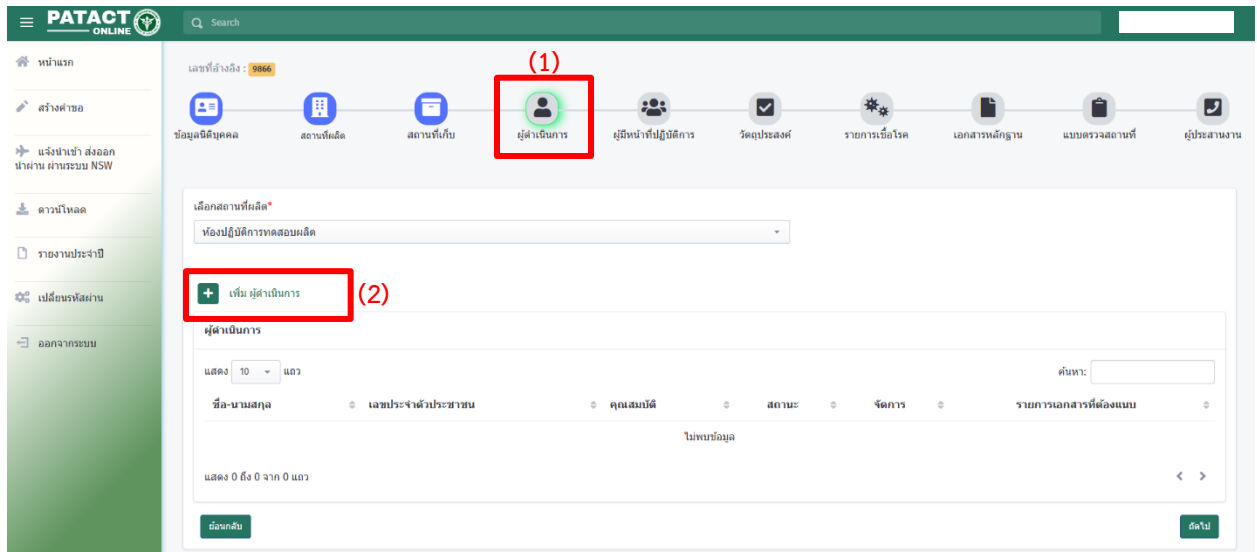 PATACT
ONLINE
Search
หน้าแรก
สร้างคำขอ
แจ้งนำเข้า ส่งออก
นำผ่าน ผ่านระบบ NSW
ดาวน์โหลด
รายงานประจำปี
เปลี่ยนรหัสผ่าน
ออกจากระบบ
เลขที่อ้างอิง : 9866
(1)
ข้อมูลนิติบุคคล
สถานที่ผลิต
สถานที่เก็บ
ผู้ดำเนินการ
ผู้มีหน้าที่ปฏิบัติการ
วัตถุประสงค์
รายการเชื้อโรค
เอกสารหลักฐาน
แบบตรวจสถานที่
ผู้ประสานงาน
เลือกสถานที่ผลิต*
ห้องปฏิบัติการทดสอบผลิต
เพิ่ม ผู้ดำเนินการ
(2)
ผู้ดำเนินการ
แสดง 10 แถว
ค้นหา:
ชื่อ-นามสกุล เลขประจำตัวประชาชน คุณสมบัติ สถานะ จัดการ รายการเอกสารที่ต้องแนบ
ไม่พบข้อมูล
แสดง 0 ถึง 0 จาก 0 แถว
ย้อนกลับ
ถัดไป